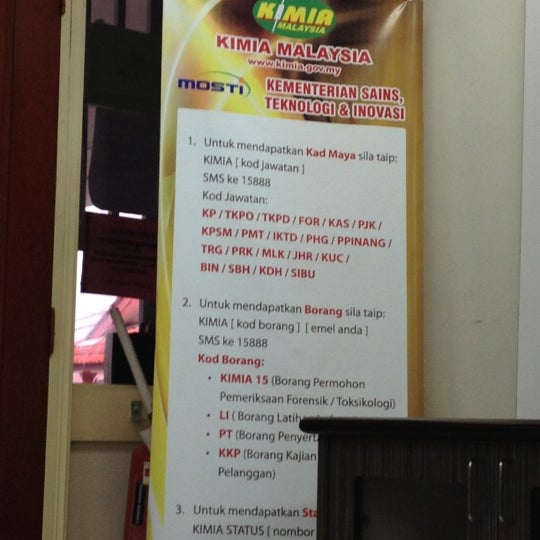 KIMIA
MALAYSIA
KIMIA MALAYSIA
www.kimia.gov.my
MOSTI
KEMENTERIAN SAINS,
TEKNOLOGI & INOVASI
1. Untuk mendapatkan Kad Maya sila taip:
KIMIA [ kod jawatan ]
SMS ke 15888
Kod Jawatan:
KP / TKPO / TKPD / FOR / KAS / PJK /
KPSM / PMT / IKTD / PHG / PPINANG /
TRG / PRK / MLK / JHR / KUC /
BIN / SBH / KDH / SIBU
2. Untuk mendapatkan Borang sila taip:
KIMIA [ kod borang ] [ emel anda ]
SMS ke 15888
Kod Borang:
• KIMIA 15 (Borang Permohon
Pemeriksaan Forensik / Toksikologi)
• LI ( Borang
• PT (Borang
• KKP (Borang Kajian
Pelanggan)
3. Untuk mendapatkan
KIMIA STATUS [ nombor